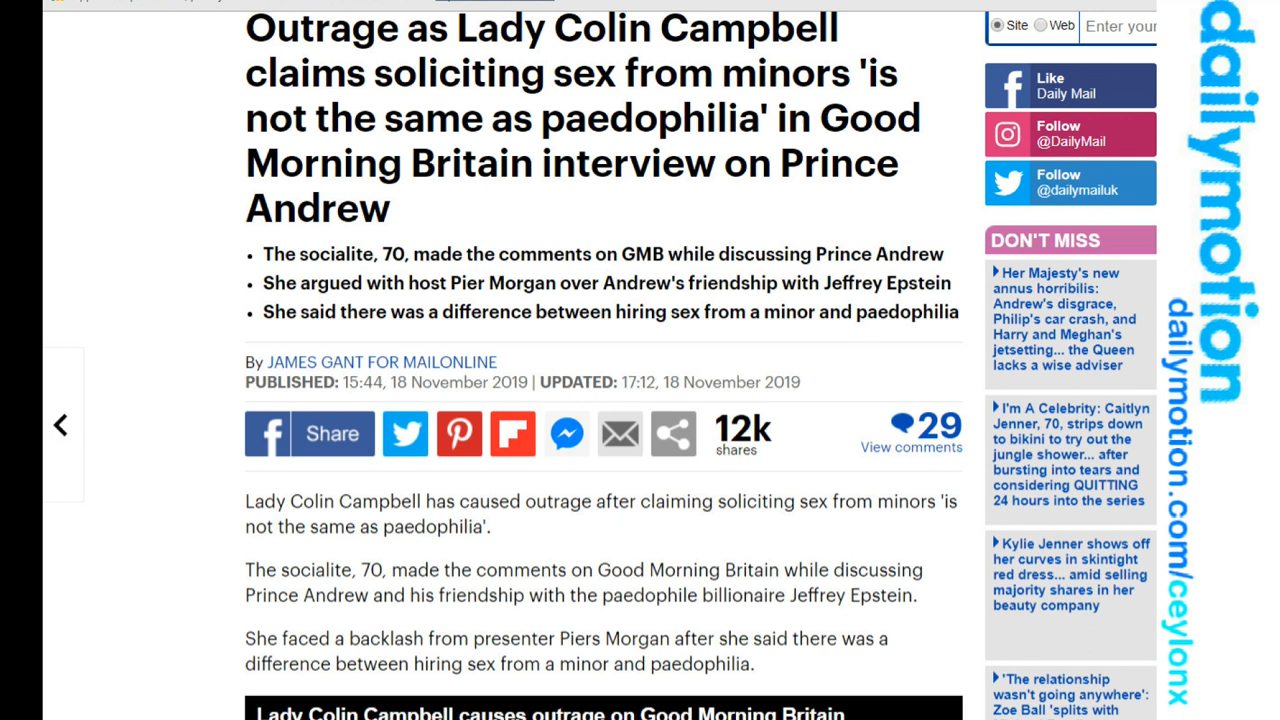 Outrage as Lady Colin Campbell
claims soliciting sex from minors 'is
not the same as paedophilia' in Good
Morning Britain interview on Prince
Andrew
The socialite, 70, made the comments on GMB while discussing Prince Andrew
She argued with host Pier Morgan over Andrew's friendship with Jeffrey Epstein
She said there was a difference between hiring sex from a minor and paedophilia
By JAMES GANT FOR MAILONLINE
PUBLISHED: 15:44, 18 November 2019 | UPDATED: 17:12, 18 November 2019
Share
12k
shares
29
View comments
Lady Colin Campbell has caused outrage after claiming soliciting sex from minors 'is
not the same as paedophilia'.
The socialite, 70, made the comments on Good Morning Britain while discussing
Prince Andrew and his friendship with the paedophile billionaire Jeffrey Epstein.
She faced a backlash from presenter Piers Morgan after she said there was a
difference between hiring sex from a minor and paedophilia.
Lady Colin Campbell causes outrage on Good Morning Britain
Site Web Enter your
Like
Daily Mail
Follow
@DailyMail
Follow
@dailymailuk
DON'T MISS
Her Majesty's new
annus horribilis:
Andrew's disgrace,
Philip's car crash, and
Harry and Meghan's
jetsetting... the Queen
lacks a wise adviser
I'm A Celebrity: Caitlyn
Jenner, 70, strips down
to bikini to try out the
jungle shower... after
bursting into tears and
considering QUITTING
24 hours into the series
Kylie Jenner shows off
her curves in skintight
red dress... amid selling
majority shares in her
beauty company
'The relationship
wasn't going anywhere':
Zoe Ball 'splits with
dailymotion
dailymotion.com/ceylonx